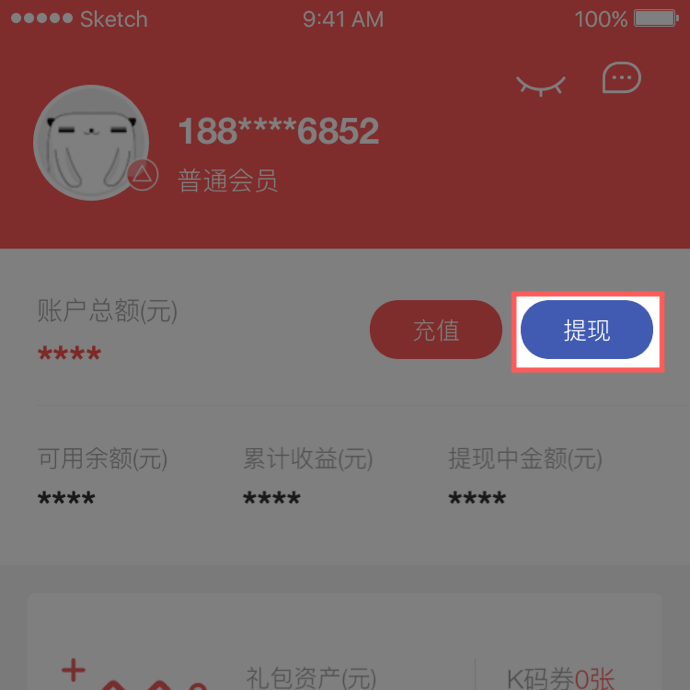 Sketch 9:41 AM 100%
188****6852
普通会员
账户总额(元)
****
充值 提现
可用余额(元) 累计收益(元) 提现中金额(元)
**** **** ****
礼包资产(元) K码券0张